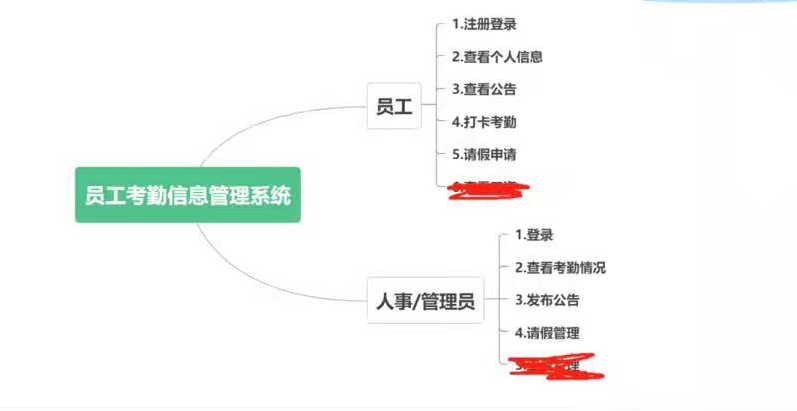 员工考勤信息管理系统
员工
1.注册登录
2.查看个人信息
3.查看公告
4.打卡考勤
5.请假申请
人事/管理员
1.登录
2.查看考勤情况
3.发布公告
4.请假管理